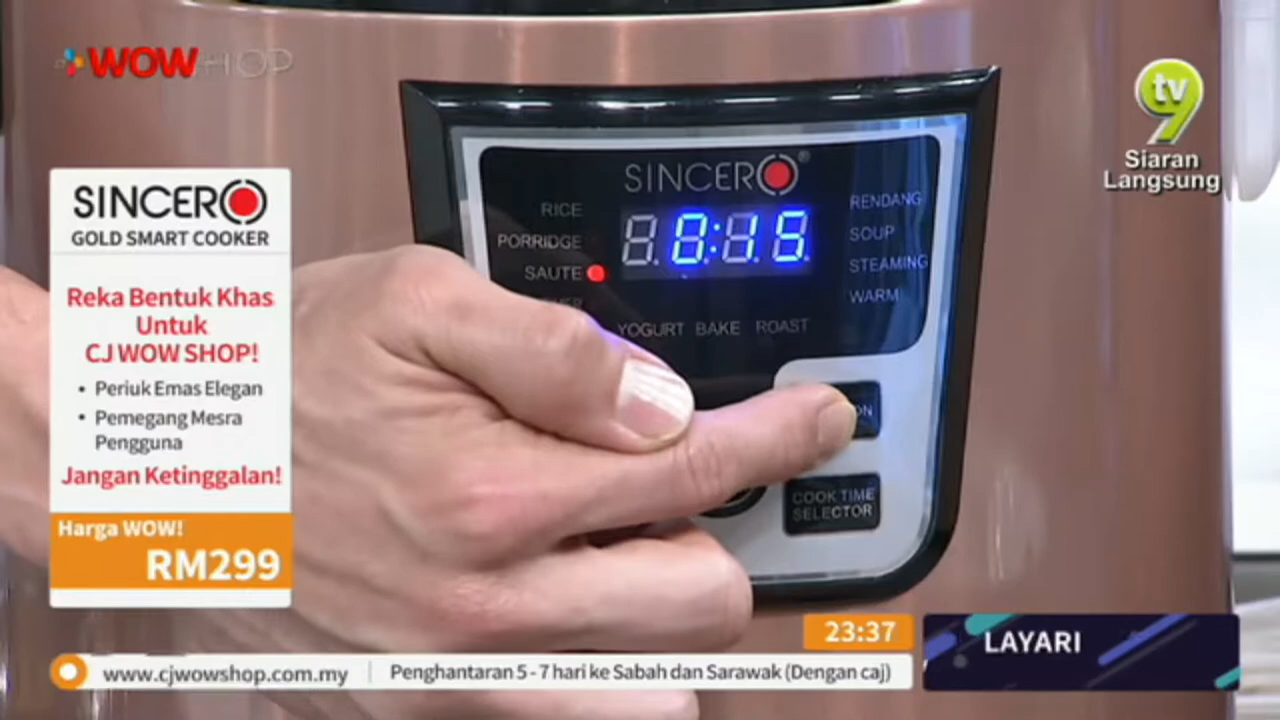 WOWSHOP
tv9
Siaran
Langsung
SINCERO
GOLD SMART COOKER
Reka Bentuk Khas
Untuk
CJ WOW SHOP!
• Periuk Emas Elegan
• Pemegang Mesra
Pengguna
Jangan Ketinggalan!
Harga WOW!
RM299
SINCERO®
RICE
PORRIDGE
SAUTE
0:15
RENDANG
SOUP
STEAMING
WARM
YOGURT BAKE ROAST
COOK TIME
SELECTOR
23:37
LAYARI
www.cjwowshop.com.my
Penghantaran 5 - 7 hari ke Sabah dan Sarawak (Dengan caj)